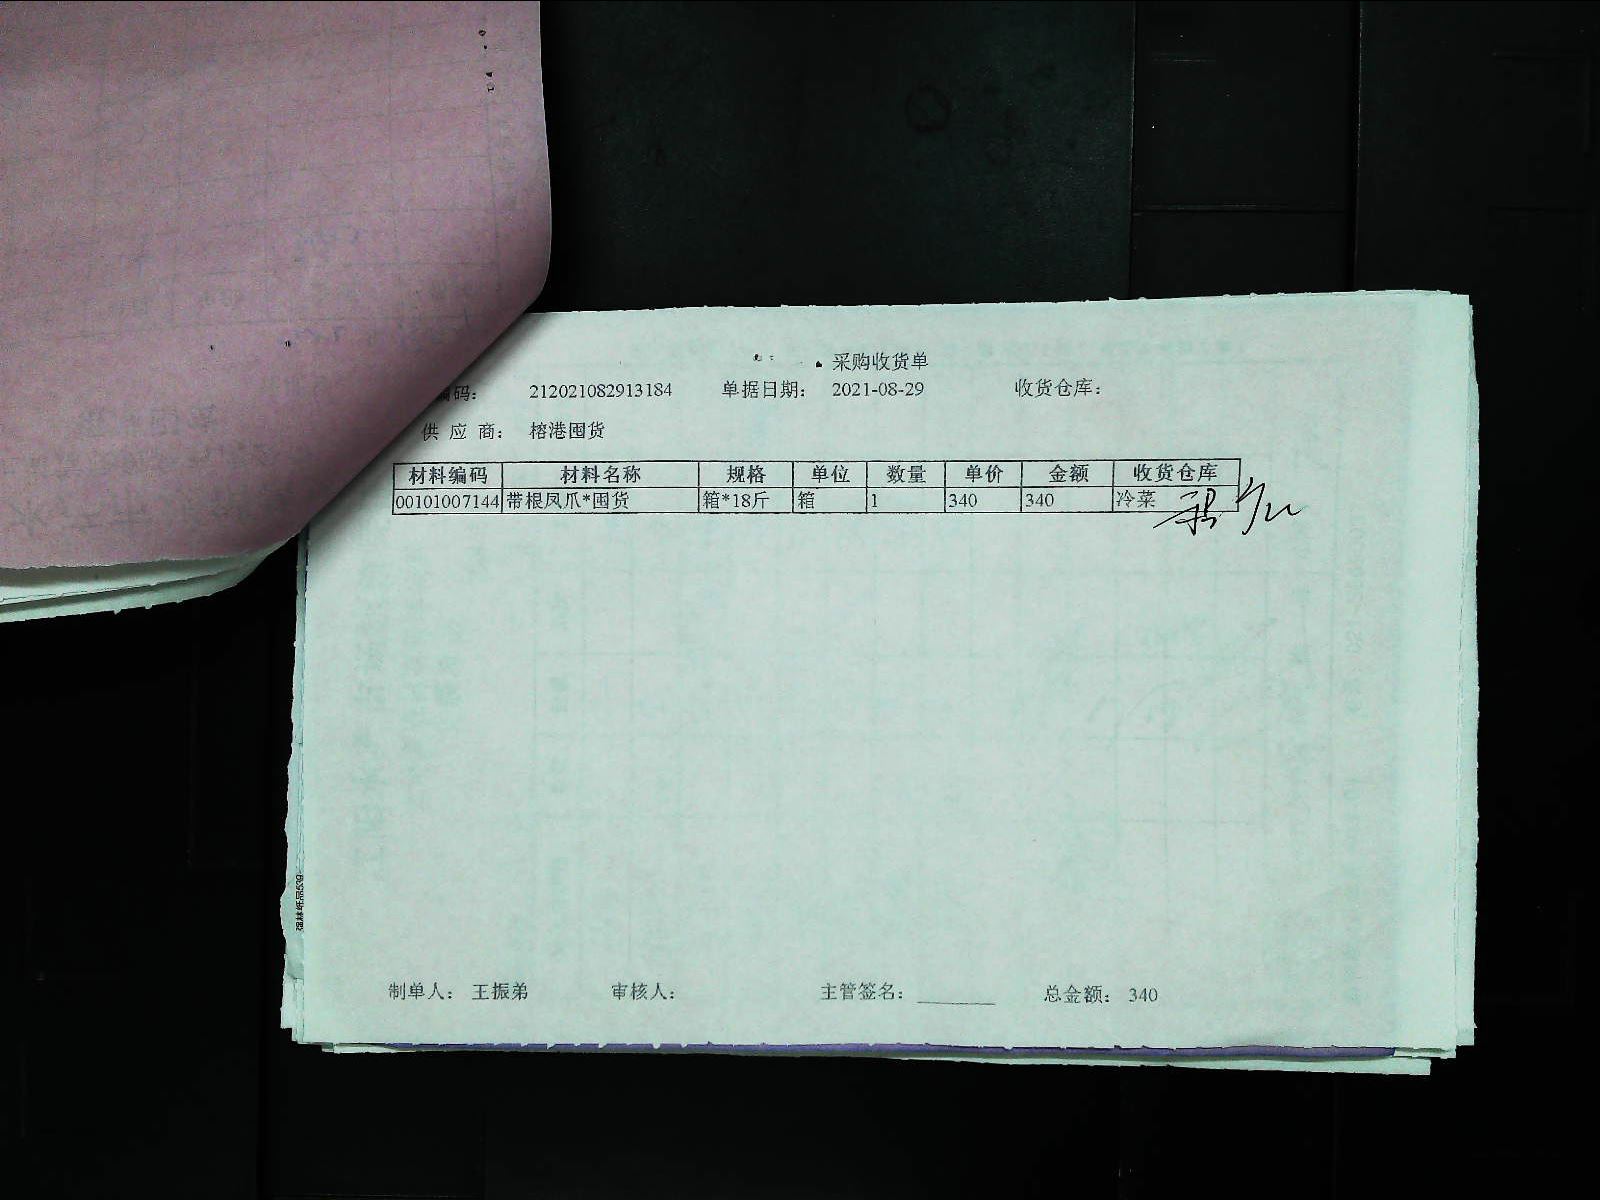 采购收货单
编码: 212021082913184 单据日期: 2021-08-29 收货仓库:
供应商: 榕港囤货
材料编码 材料名称 规格 单位 数量 单价 金额 收货仓库
00101007144 带根凤爪*囤货 箱*18斤 箱 1 340 340 冷菜
制单人: 王振弟 审核人: 主管签名: 总金额: 340